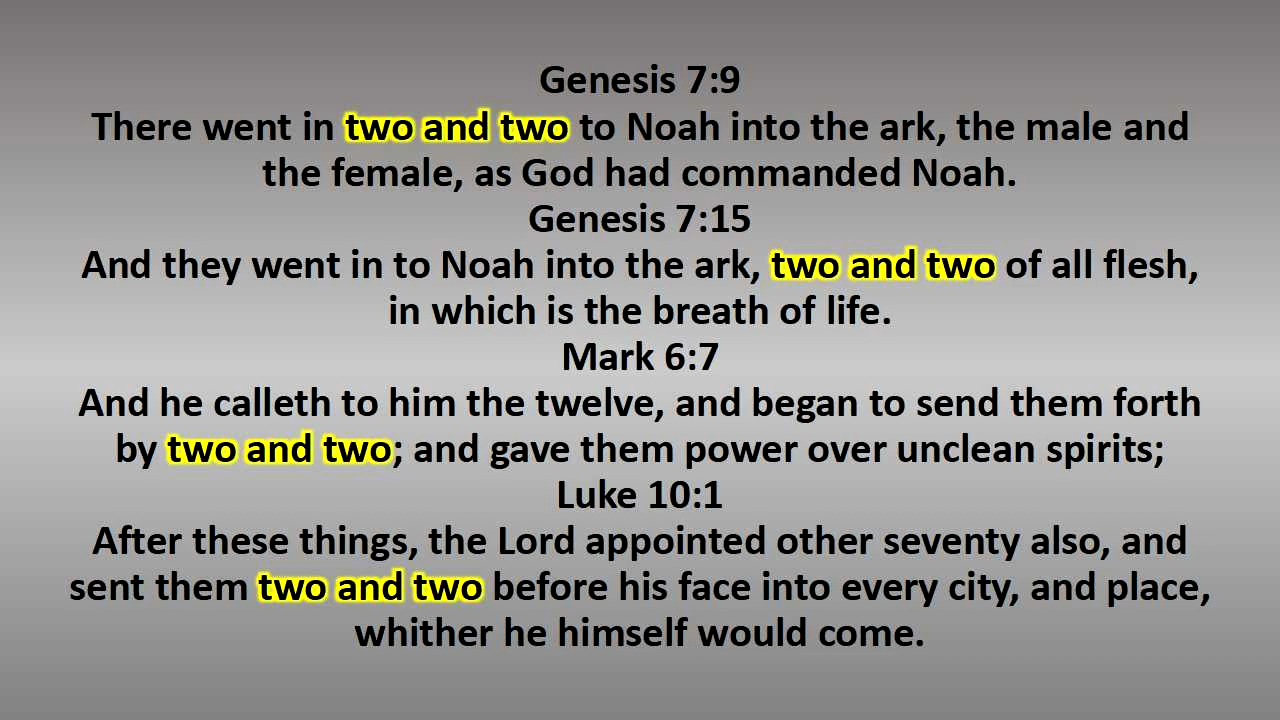 Genesis 7:9
There went in two and two to Noah into the ark, the male and
the female, as God had commanded Noah.
Genesis 7:15
And they went in to Noah into the ark, two and two of all flesh,
in which is the breath of life.
Mark 6:7
And he calleth to him the twelve, and began to send them forth
by two and two; and gave them power over unclean spirits;
Luke 10:1
After these things, the Lord appointed other seventy also, and
sent them two and two before his face into every city, and place,
whither he himself would come.